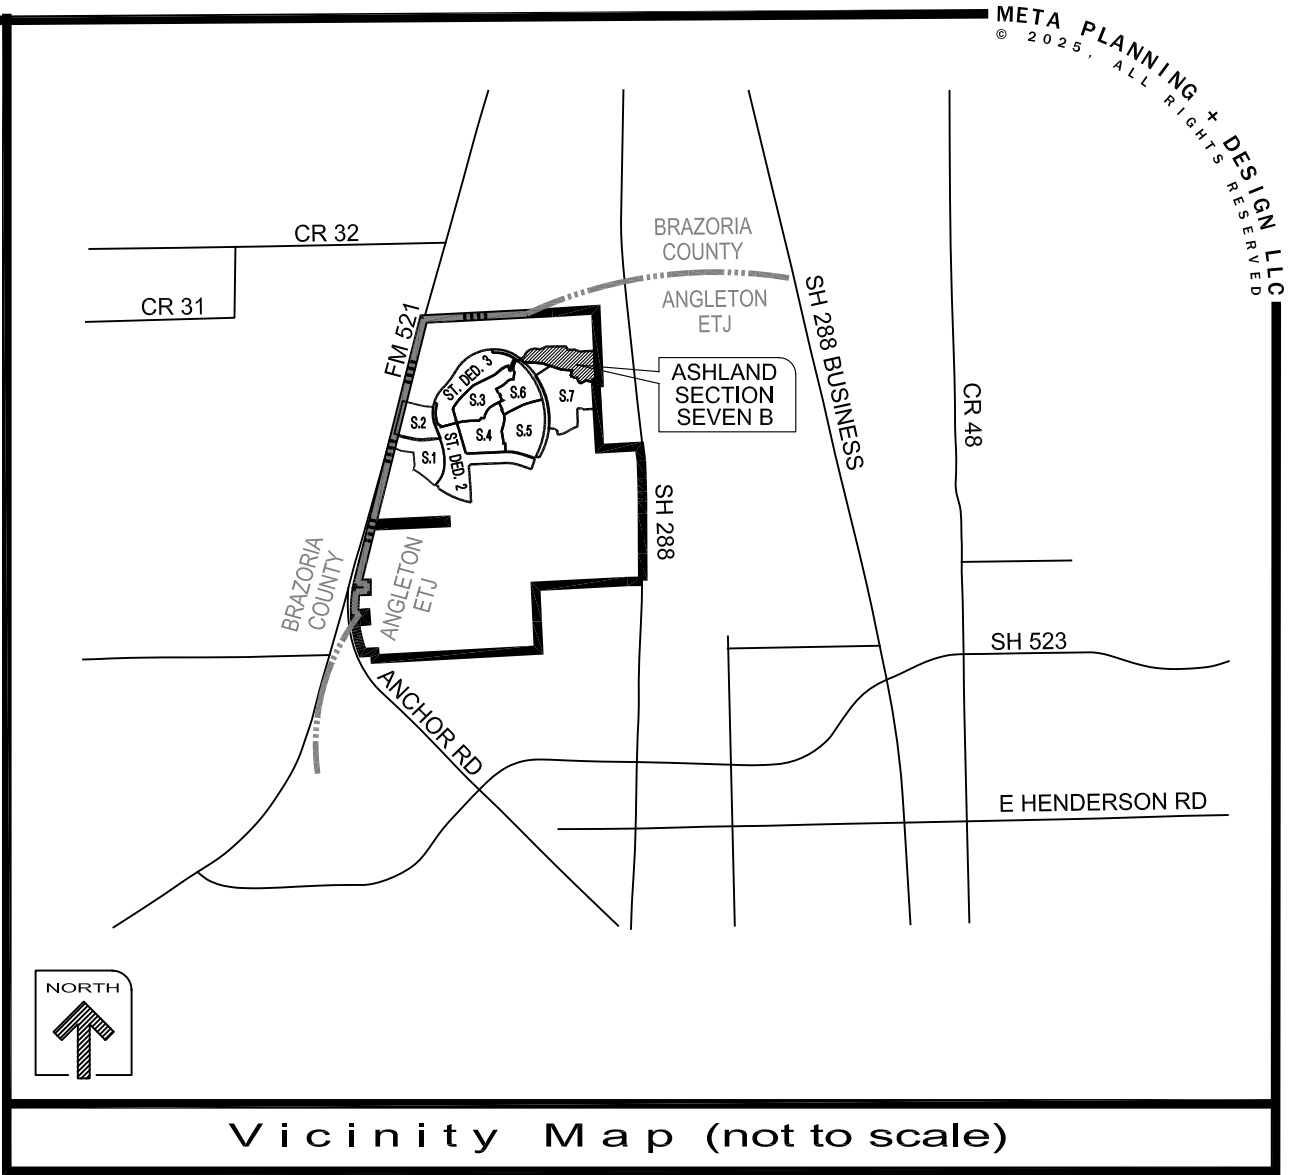 META PLANNING + DESIGN LLC
© 2025, ALL RIGHTS RESERVED
CR 32
BRAZORIA
COUNTY
CR 31
ANGLETON
ETJ
FM 521
SH 288 BUSINESS
ST. DED. 3
ASHLAND
SECTION
SEVEN B
S.3
S.6
S.7
S.2
S.4
S.5
S.1
ST. DED. 2
CR 48
SH 288
BRAZORIA
COUNTY
ANGLETON
ETJ
SH 523
ANCHOR RD
E HENDERSON RD
NORTH
Vicinity Map (not to scale)